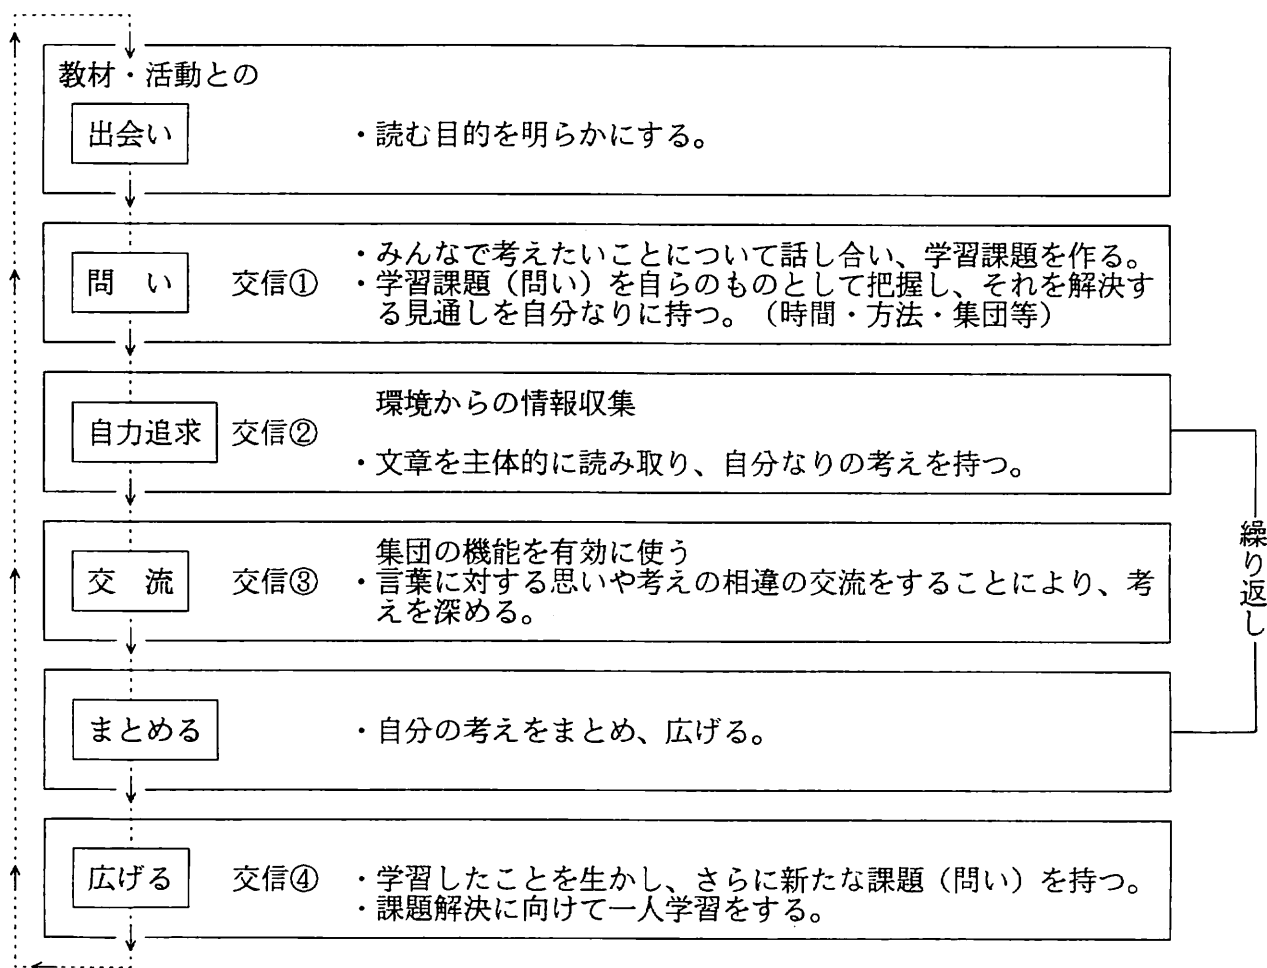 教材・活動との
出会い
・読む目的を明らかにする。
問 い
交信①
・みんなで考えたいことについて話し合い、学習課題を作る。
・学習課題（問い）を自らのものとして把握し、それを解決す
る見通しを自分なりに持つ。（時間・方法・集団等）
自力追求
交信②
環境からの情報収集
・文章を主体的に読み取り、自分なりの考えを持つ。
交 流
交信③
集団の機能を有効に使う
・言葉に対する思いや考えの相違の交流をすることにより、考
えを深める。
まとめる
・自分の考えをまとめ、広げる。
繰り返し
広げる
交信④
・学習したことを生かし、さらに新たな課題（問い）を持つ。
・課題解決に向けて一人学習をする。